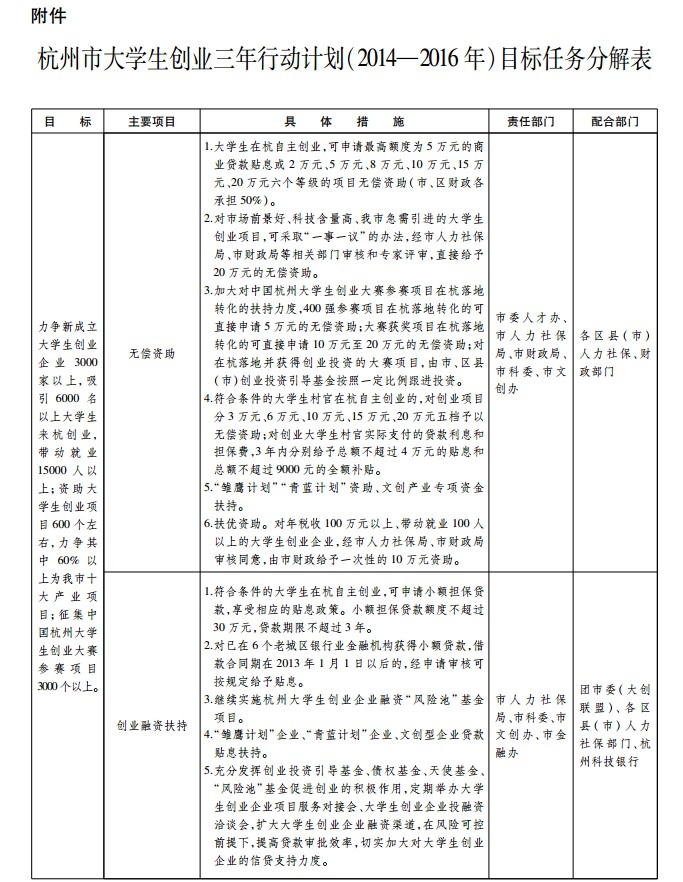 附件
杭州市大学生创业三年行动计划(2014—2016年)目标任务分解表
目 标
主要项目
具 体 措 施
责任部门
配合部门
力争新成立
大学生创业
企业 3000
家以上,吸
引 6000 名
以上大学生
来杭创业,
带动就业
15000 人以
上;资助大
学生创业项
目600个左
右,力争其
中 60% 以
上为我市十
大产业项
目;征集中
国杭州大学
生创业大赛
参赛项目
3000个以上。
无偿资助
1.大学生在杭自主创业,可申请最高额度为5万元的商
业贷款贴息或2万元、5万元、8万元、10万元、15万
元、20万元六个等级的项目无偿资助(市、区财政各
承担50%)。
2.对市场前景好、科技含量高、我市急需引进的大学生
创业项目,可采取“一事一议”的办法,经市人力社保
局、市财政局等相关部门审核和专家评审,直接给予
20万元的无偿资助。
3.加大对中国杭州大学生创业大赛参赛项目在杭落地
转化的扶持力度,400强参赛项目在杭落地转化的可
直接申请5万元的无偿资助;大赛获奖项目在杭落地
转化的可直接申请10万元至20万元的无偿资助;对
在杭落地并获得创业投资的大赛项目,由市、区县
(市)创业投资引导基金按照一定比例跟进投资。
4.符合条件的大学生村官在杭自主创业的,对创业项目
分3万元、6万元、10万元、15万元、20万元五档予以
无偿资助;对创业大学生村官实际支付的贷款利息和
担保费,3年内分别给予总额不超过4万元的贴息和
总额不超过9000元的全额补贴。
5.“雏鹰计划”“青蓝计划”资助、文创产业专项资金
扶持。
6.扶优资助。对年税收100万元以上、带动就业100人
以上的大学生创业企业,经市人力社保局、市财政局
审核同意,由市财政给予一次性的10万元资助。
市委人才办、
市人力社保
局、市财政局、
市科委、市文
创办
各区县(市)
人力社保、财
政部门
创业融资扶持
1.符合条件的大学生在杭自主创业,可申请小额担保贷
款,享受相应的贴息政策。小额担保贷款额度不超过
30万元,贷款期限不超过3年。
2.对已在6个老城区银行业金融机构获得小额贷款,借
款合同期在2013年1月1日以后的,经申请审核可
按规定给予贴息。
3.继续实施杭州大学生创业企业融资“风险池”基金
项目。
4.“雏鹰计划”企业、“青蓝计划”企业、文创型企业贷款
贴息扶持。
5.充分发挥创业投资引导基金、债权基金、天使基金、
“风险池”基金促进创业的积极作用,定期举办大学
生创业企业项目服务对接会、大学生创业企业投融资
洽谈会,扩大大学生创业企业融资渠道,在风险可控
前提下,提高贷款审批效率,切实加大对大学生创业
企业的信贷支持力度。
市人力社保
局、市科委、市
文创办、市金
融办
团市委(大创
联盟)、各区
县(市)人力
社保部门、杭
州科技银行